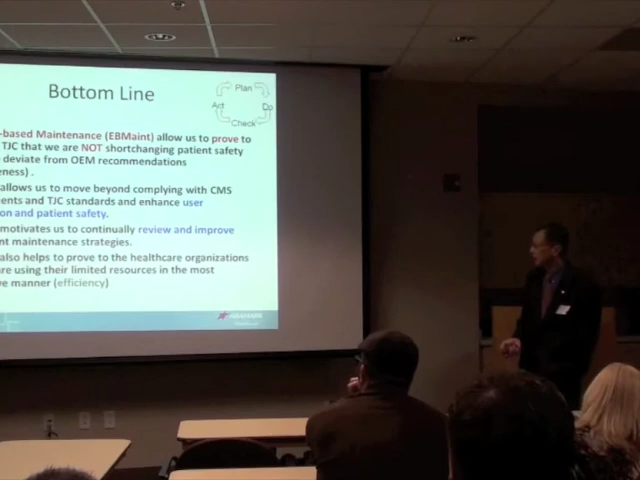 Bottom Line
Plan
Act
Do
Check
-based Maintenance (EBMaint) allow us to prove to
TJC that we are NOT shortchanging patient safety
deviate from OEM recommendations
eness) .
allows us to move beyond complying with CMS
ents and TJC standards and enhance user
on and patient safety.
motivates us to continually review and improve
nt maintenance strategies.
also helps to prove to the healthcare organizations
re using their limited resources in the most
ve manner (efficiency)